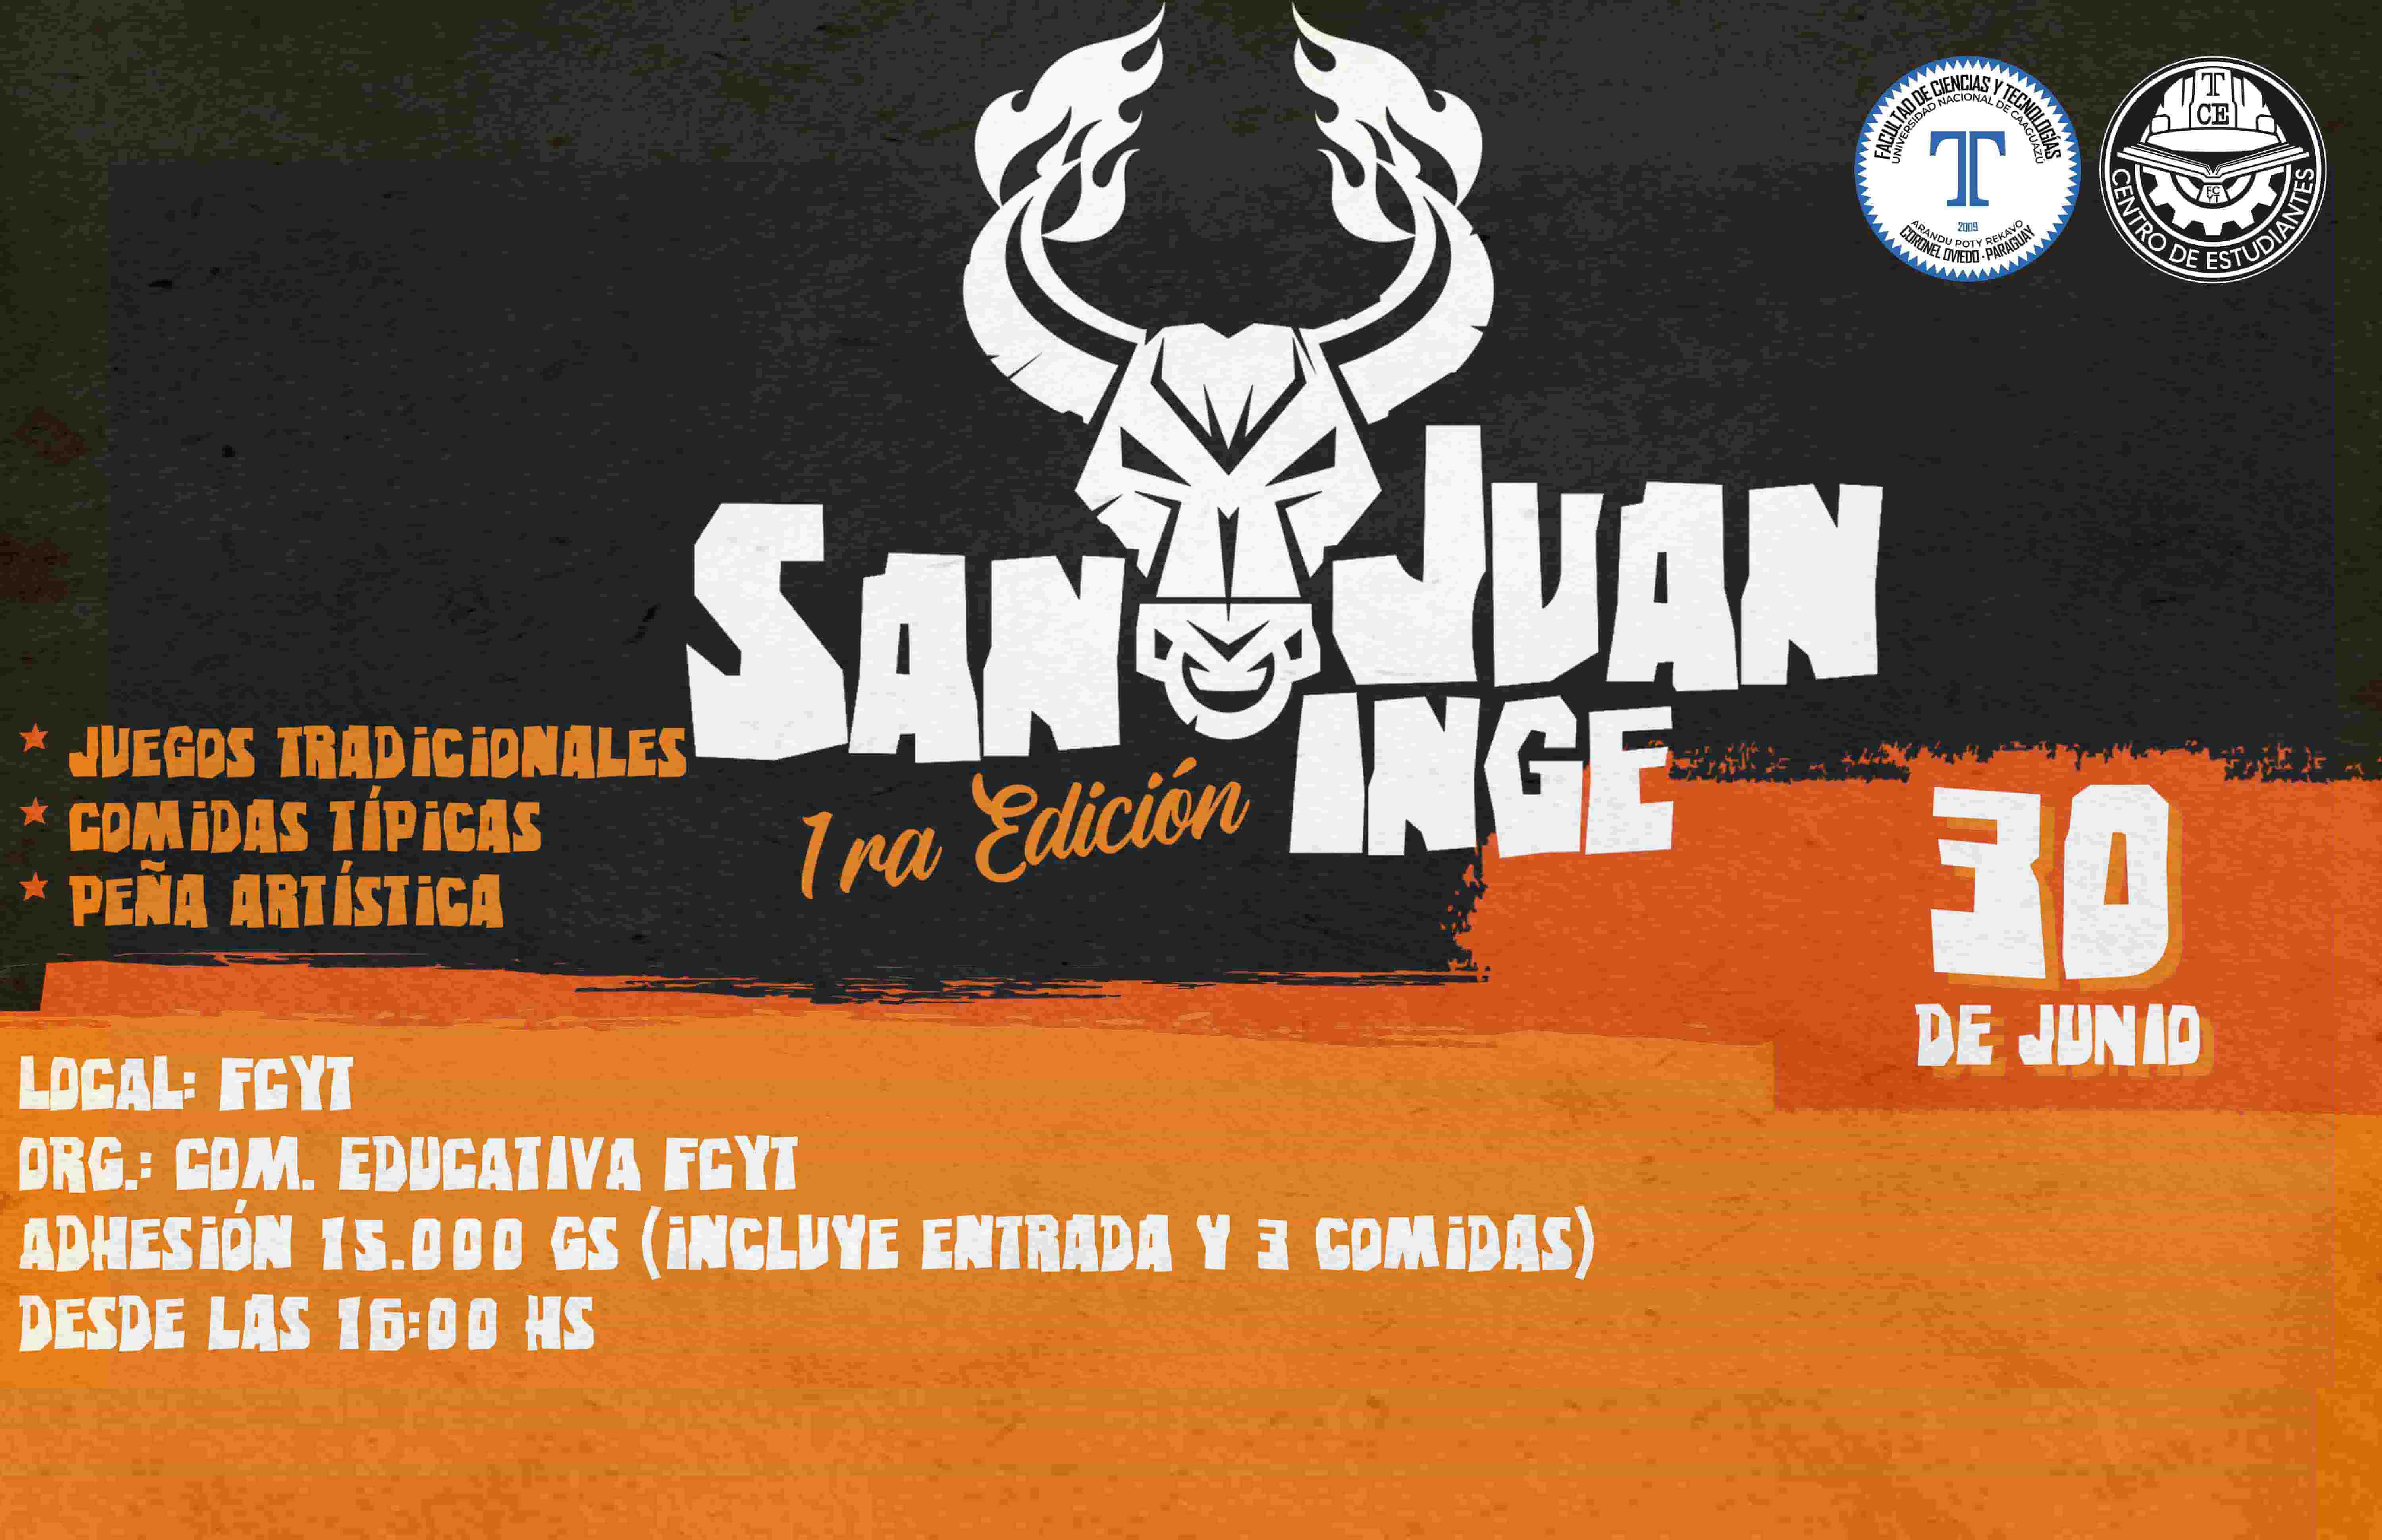 FACULTAD DE CIENCIAS Y TECNOLOGÍAS
UNIVERSIDAD NACIONAL DE CAAGUAZÚ
T
2009
ARANDU POTY REKAVO
CORONEL OVIEDO - PARAGUAY
T
CE
FC
YT
CENTRO DE ESTUDIANTES
SAN JUAN
INGE
1ra Edición
★ JUEGOS TRADICIONALES
★ COMIDAS TÍPICAS
★ PEÑA ARTÍSTICA
30
DE JUNIO
LOCAL: FCYT
ORG.: COM. EDUCATIVA FCYT
ADHESIÓN 15.000 GS (INCLUYE ENTRADA Y 3 COMIDAS)
DESDE LAS 16:00 HS